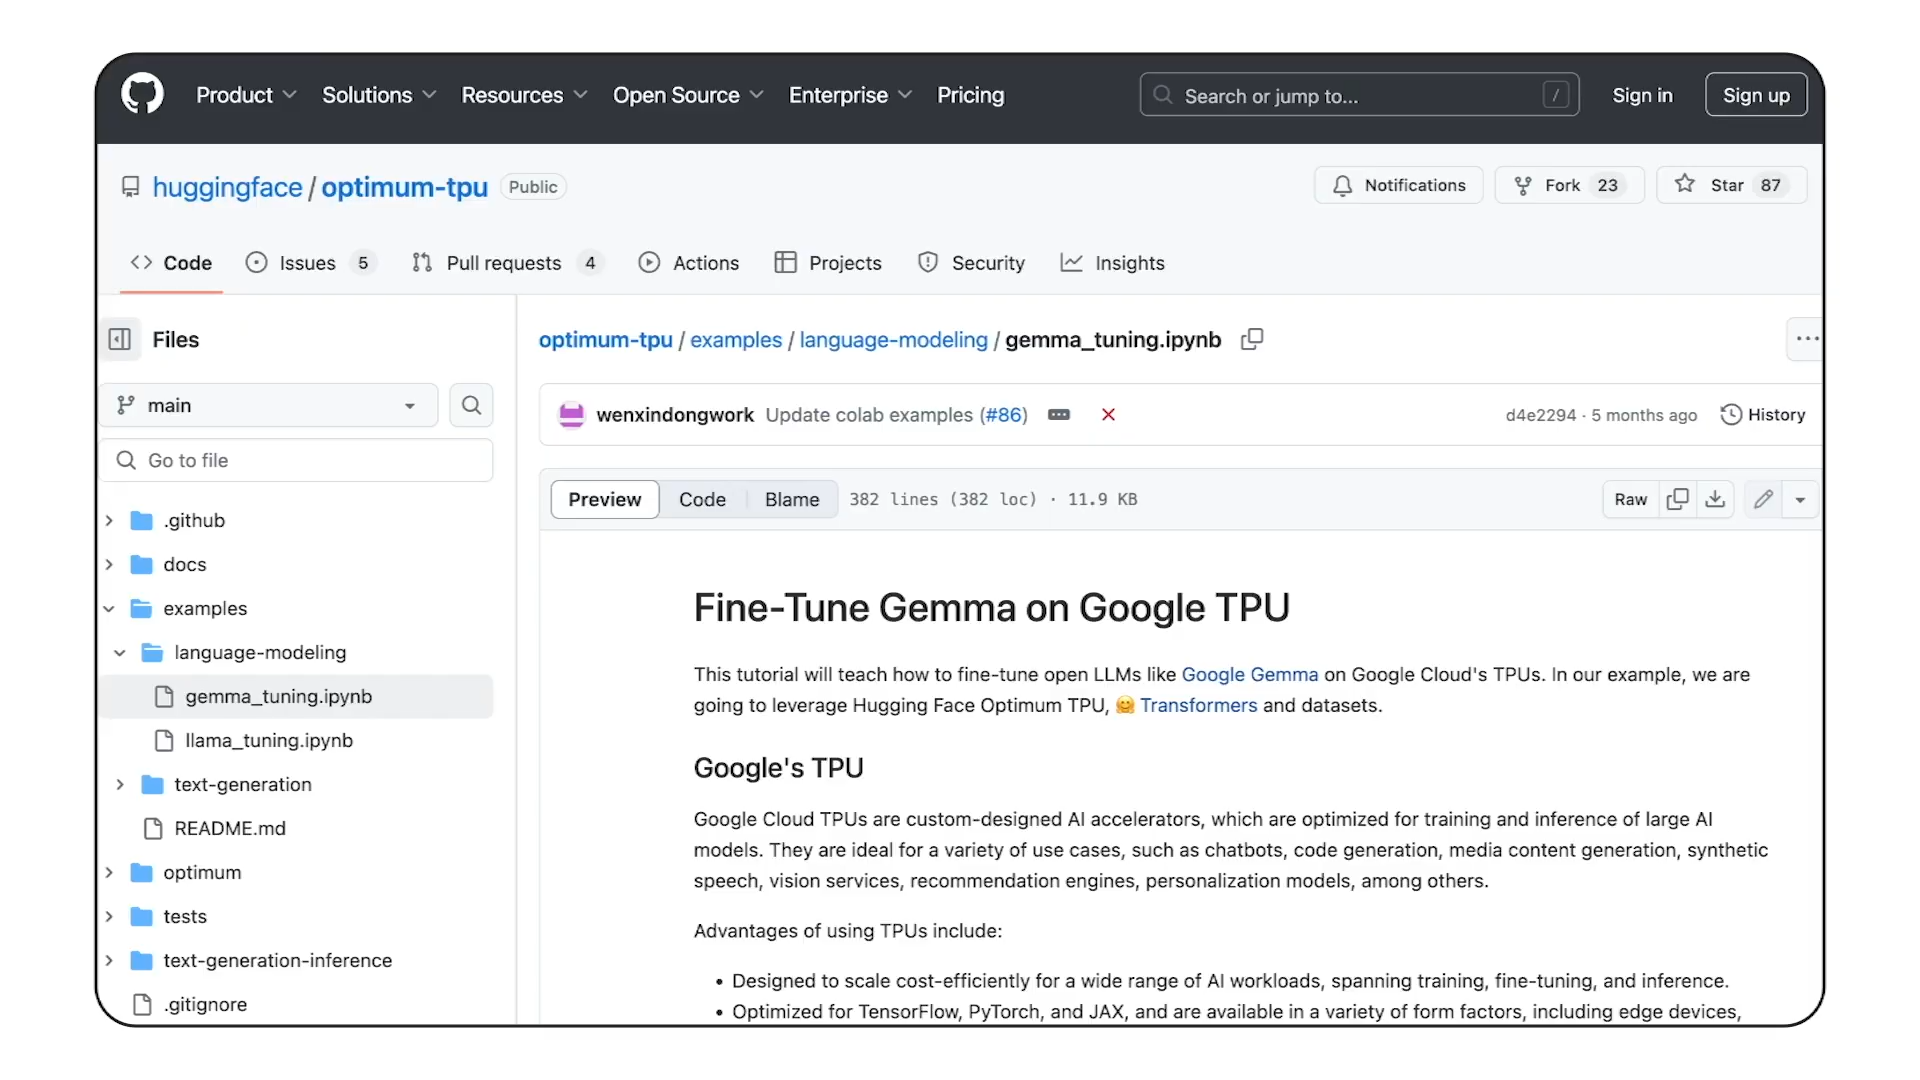 Product Solutions Resources Open Source Enterprise Pricing Search or jump to... / Sign in Sign up
huggingface / optimum-tpu Public Notifications Fork 23 Star 87
Code Issues 5 Pull requests 4 Actions Projects Security Insights
Files
main
Go to file
.github
docs
examples
language-modeling
gemma_tuning.ipynb
llama_tuning.ipynb
text-generation
README.md
optimum
tests
text-generation-inference
.gitignore
optimum-tpu / examples / language-modeling / gemma_tuning.ipynb
wenxindongwork Update colab examples (#86) d4e2294 · 5 months ago History
Preview Code Blame 382 lines (382 loc) · 11.9 KB Raw
Fine-Tune Gemma on Google TPU
This tutorial will teach how to fine-tune open LLMs like Google Gemma on Google Cloud's TPUs. In our example, we are
going to leverage Hugging Face Optimum TPU, 🤗 Transformers and datasets.
Google's TPU
Google Cloud TPUs are custom-designed AI accelerators, which are optimized for training and inference of large AI
models. They are ideal for a variety of use cases, such as chatbots, code generation, media content generation, synthetic
speech, vision services, recommendation engines, personalization models, among others.
Advantages of using TPUs include:
• Designed to scale cost-efficiently for a wide range of AI workloads, spanning training, fine-tuning, and inference.
• Optimized for TensorFlow, PyTorch, and JAX, and are available in a variety of form factors, including edge devices,